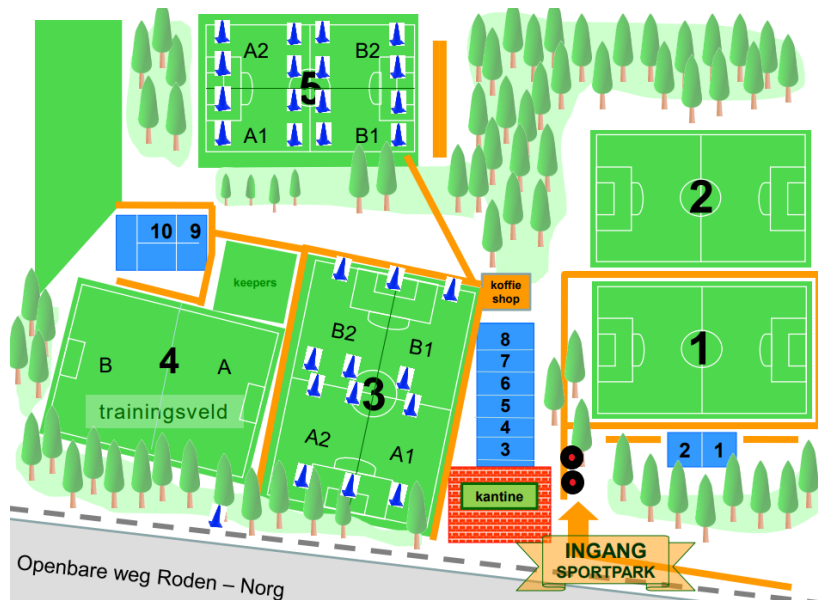 A2
B2
5
A1
B1
2
10
9
keepers
koffie
shop
B2
B1
8
7
6
5
4
3
1
B
4
A
trainingsveld
3
A2
A1
2
1
kantine
INGANG
SPORTPARK
Openbare weg Roden – Norg